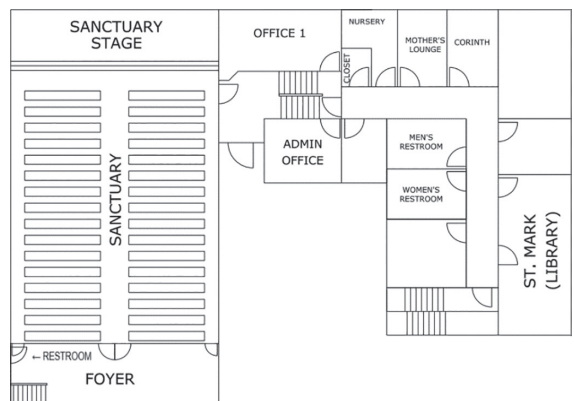 SANCTUARY
STAGE
OFFICE 1
NURSERY
MOTHER'S
LOUNGE
CORINTH
CLOSET
ADMIN
OFFICE
MEN'S
RESTROOM
WOMEN'S
RESTROOM
SANCTUARY
ST. MARK
(LIBRARY)
← RESTROOM
FOYER